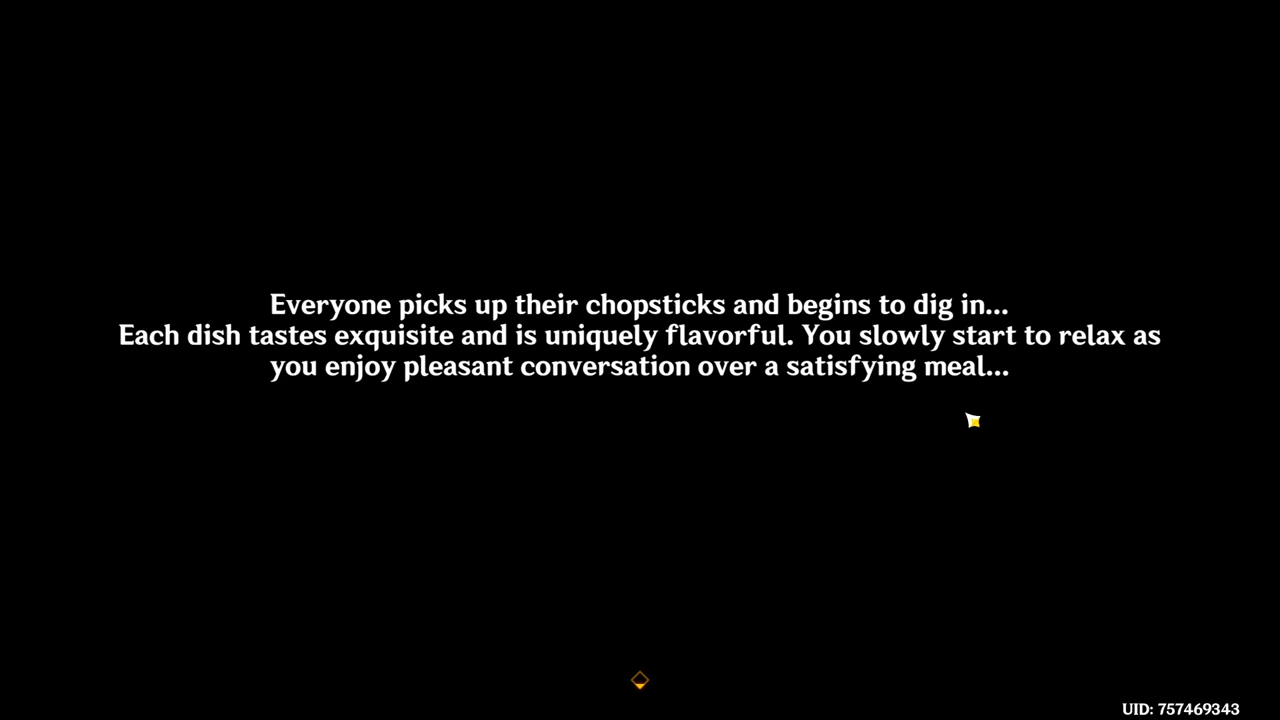 Everyone picks up their chopsticks and begins to dig in...
Each dish tastes exquisite and is uniquely flavorful. You slowly start to relax as
you enjoy pleasant conversation over a satisfying meal...
UID: 757469343